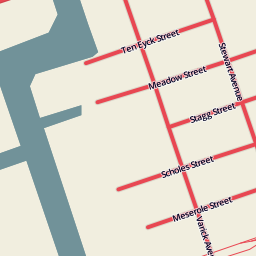 Ten Eyck Street
Stewart Avenue
Meadow Street
Stagg Street
Scholes Street
Meserole Street
Varick Ave